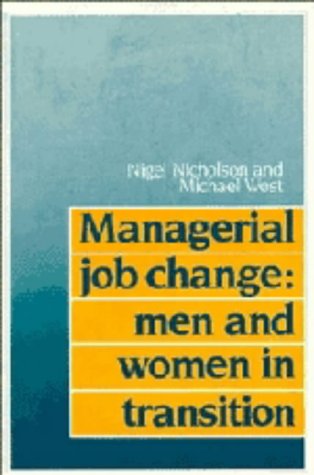 Nigel Nicholson and
Michael West
Managerial
job change:
men and
women in
transition